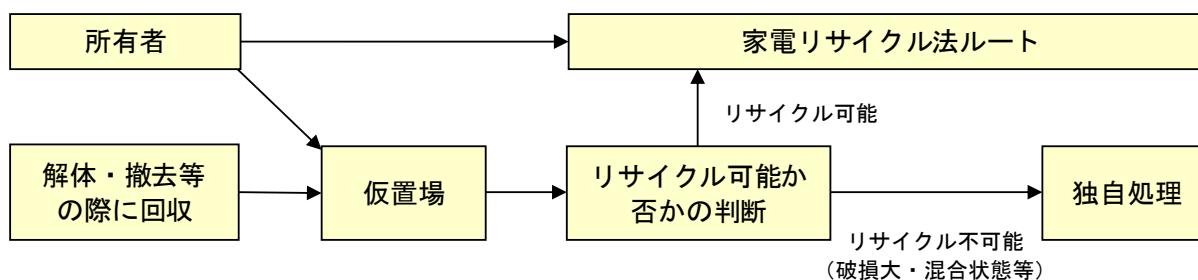 所有者
家電リサイクル法ルート
リサイクル可能
解体・撤去等
の際に回収
仮置場
リサイクル可能か
否かの判断
独自処理
リサイクル不可能
（破損大・混合状態等）